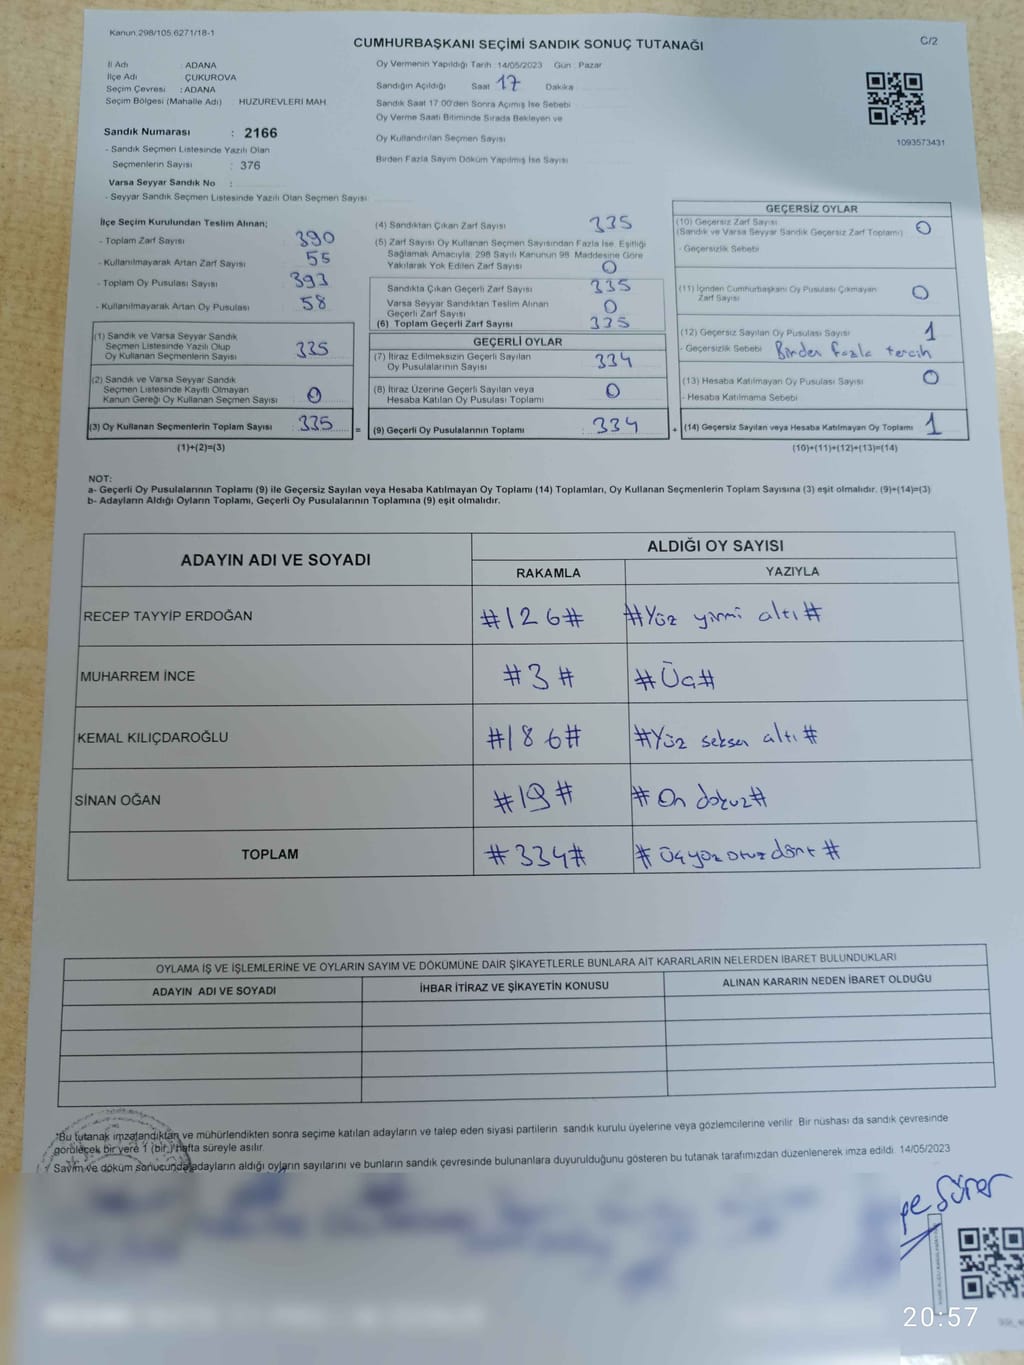 Kanun:298/105,6271/18-1
CUMHURBAŞKANI SEÇİMİ SANDIK SONUÇ TUTANAĞI
C/2
İl Adı : ADANA
İlçe Adı : ÇUKUROVA
Seçim Çevresi : ADANA
Seçim Bölgesi (Mahalle Adı) HUZUREVLERİ MAH
Sandık Numarası : 2166
- Sandık Seçmen Listesinde Yazılı Olan
Seçmenlerin Sayısı : 376
Varsa Seyyar Sandık No :
- Seyyar Sandık Seçmen Listesinde Yazılı Olan Seçmen Sayısı
Oy Vermenin Yapıldığı Tarih :14/05/2023 Gün : Pazar
Sandığın Açıldığı Saat 17 Dakika
Sandık Saat 17.00'den Sonra Açımış İse Sebebi
Oy Verme Saati Bitiminde Sırada Bekleyen ve
Oy Kullandırılan Seçmen Sayısı
Birden Fazla Sayım Döküm Yapılmış İse Sayısı
1093573431
İlçe Seçim Kurulundan Teslim Alınan;
- Toplam Zarf Sayısı : 390
- Kullanılmayarak Artan Zarf Sayısı : 55
- Toplam Oy Pusulası Sayısı : 393
- Kullanılmayarak Artan Oy Pusulası : 58
(1) Sandık ve Varsa Seyyar Sandık
Seçmen Listesinde Yazılı Olup
Oy Kullanan Seçmenlerin Sayısı : 335
(2) Sandık ve Varsa Seyyar Sandık
Seçmen Listesinde Kayıtlı Olmayan
Kanun Gereği Oy Kullanan Seçmen Sayısı : 0
(3) Oy Kullanan Seçmenlerin Toplam Sayısı : 335
(1)+(2)=(3)
(4) Sandıktan Çıkan Zarf Sayısı 335
(5) Zarf Sayısı Oy Kullanan Seçmen Sayısından Fazla İse, Eşitliği
Sağlamak Amacıyla, 298 Sayılı Kanunun 98. Maddesine Göre
Yakılarak Yok Edilen Zarf Sayısı 0
Sandıkta Çıkan Geçerli Zarf Sayısı 335
Varsa Seyyar Sandıktan Teslim Alınan
Geçerli Zarf Sayısı 0
(6) Toplam Geçerli Zarf Sayısı 335
GEÇERLİ OYLAR
(7) İtiraz Edilmeksizin Geçerli Sayılan
Oy Pusulalarının Sayısı 334
(8) İtiraz Üzerine Geçerli Sayılan veya
Hesaba Katılan Oy Pusulası Toplamı 0
= (9) Geçerli Oy Pusulalarının Toplamı : 334
GEÇERSİZ OYLAR
(10) Geçersiz Zarf Sayısı
(Sandık ve Varsa Seyyar Sandık Geçersiz Zarf Toplamı) 0
- Geçersizlik Sebebi
(11) İçinden Cumhurbaşkanı Oy Pusulası Çıkmayan
Zarf Sayısı 0
(12) Geçersiz Sayılan Oy Pusulası Sayısı 1
- Geçersizlik Sebebi Birden fazla tercih
(13) Hesaba Katılmayan Oy Pusulası Sayısı 0
- Hesaba Katılmama Sebebi
+ (14) Geçersiz Sayılan veya Hesaba Katılmayan Oy Toplamı 1
(10)+(11)+(12)+(13)=(14)
NOT:
a- Geçerli Oy Pusulalarının Toplamı (9) ile Geçersiz Sayılan veya Hesaba Katılmayan Oy Toplamı (14) Toplamları, Oy Kullanan Seçmenlerin Toplam Sayısına (3) eşit olmalıdır. (9)+(14)=(3)
b- Adayların Aldığı Oyların Toplamı, Geçerli Oy Pusulalarının Toplamına (9) eşit olmalıdır.
ADAYIN ADI VE SOYADI
ALDIĞI OY SAYISI
RAKAMLA YAZIYLA
RECEP TAYYİP ERDOĞAN #126# #Yüz yirmi altı#
MUHARREM İNCE #3# #Üç#
KEMAL KILIÇDAROĞLU #186# #Yüz seksen altı#
SİNAN OĞAN #19# #On dokuz#
TOPLAM #334# #Üçyüz otuz dört#
OYLAMA İŞ VE İŞLEMLERİNE VE OYLARIN SAYIM VE DÖKÜMÜNE DAİR ŞİKAYETLERLE BUNLARA AİT KARARLARIN NELERDEN İBARET BULUNDUKLARI
ADAYIN ADI VE SOYADI İHBAR İTİRAZ VE ŞİKAYETİN KONUSU ALINAN KARARIN NEDEN İBARET OLDUĞU
*Bu tutanak imzalandıktan ve mühürlendikten sonra seçime katılan adayların ve talep eden siyasi partilerin sandık kurulu üyelerine veya gözlemcilerine verilir. Bir nüshası da sandık çevresinde
görülecek bir yere 1 (bir) hafta süreyle asılır.
Sayım ve döküm sonucunda adayların aldığı oyların sayılarını ve bunların sandık çevresinde bulunanlara duyurulduğunu gösteren bu tutanak tarafımızdan düzenlenerek imza edildi. 14/05/2023
20:57